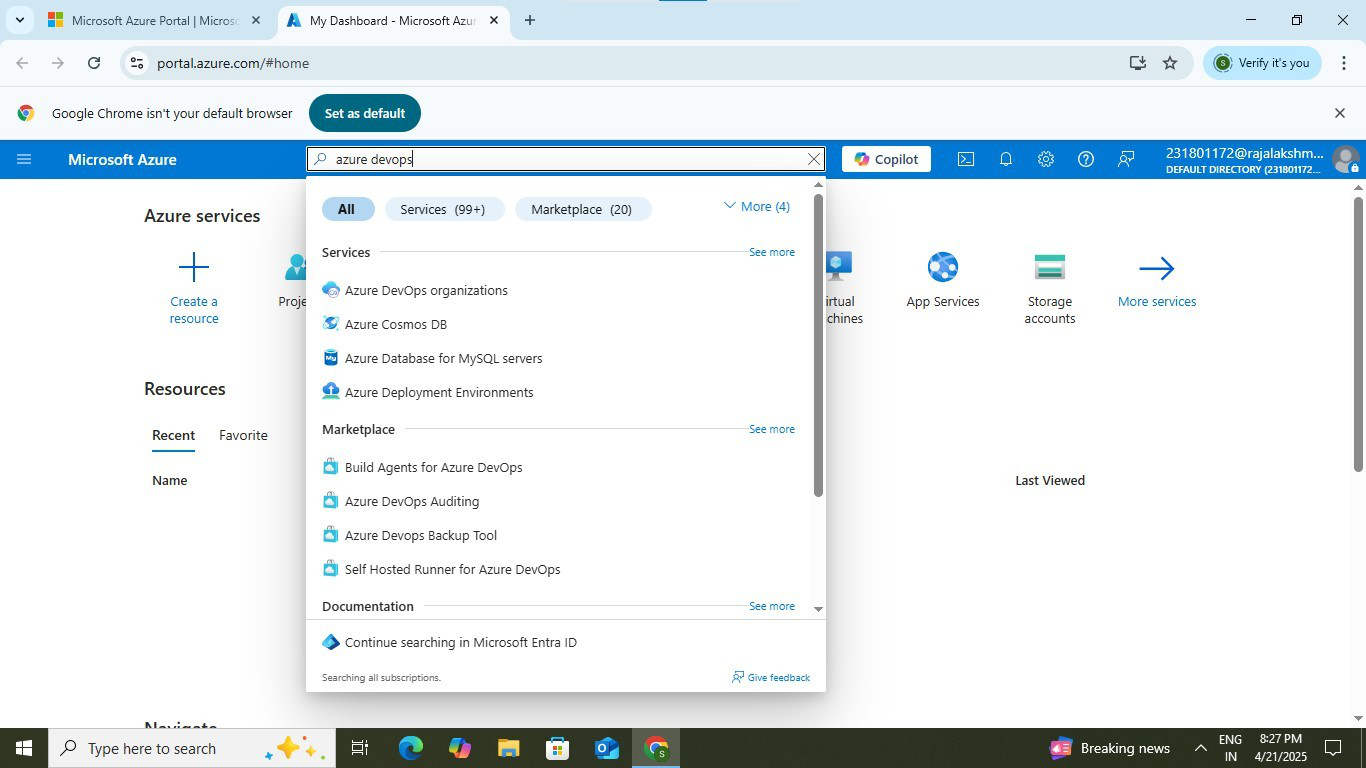 Microsoft Azure Portal | Microso
My Dashboard - Microsoft Azur
portal.azure.com/#home
Verify it's you
Google Chrome isn't your default browser
Set as default
Microsoft Azure
azure devops
Copilot
231801172@rajalakshm...
DEFAULT DIRECTORY (231801172...
All
Services (99+)
Marketplace (20)
More (4)
Azure services
Services
See more
Create a
resource
Proje
Azure DevOps organizations
Azure Cosmos DB
Azure Database for MySQL servers
Azure Deployment Environments
irtual
chines
App Services
Storage
accounts
More services
Resources
Recent
Favorite
Marketplace
See more
Name
Last Viewed
Build Agents for Azure DevOps
Azure DevOps Auditing
Azure Devops Backup Tool
Self Hosted Runner for Azure DevOps
Documentation
See more
Continue searching in Microsoft Entra ID
Searching all subscriptions.
Give feedback
Navigate
Type here to search
Breaking news
ENG
IN
8:27 PM
4/21/2025